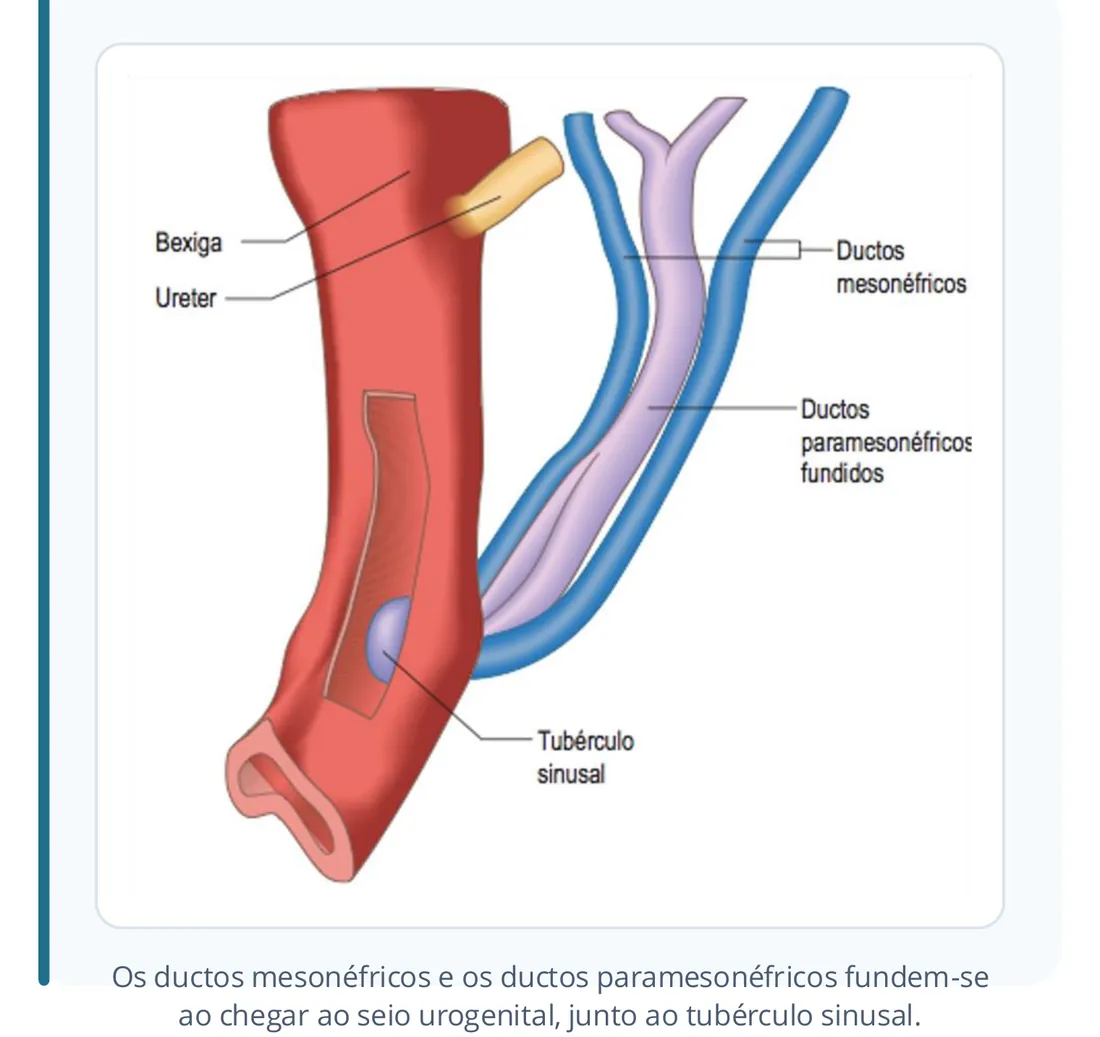 Bexiga
Ureter
Ductos
mesonéfricos
Ductos
paramesonéfricos
fundidos
Tubérculo
sinusal
Os ductos mesonéfricos e os ductos paramesonéfricos fundem-se
ao chegar ao seio urogenital, junto ao tubérculo sinusal.